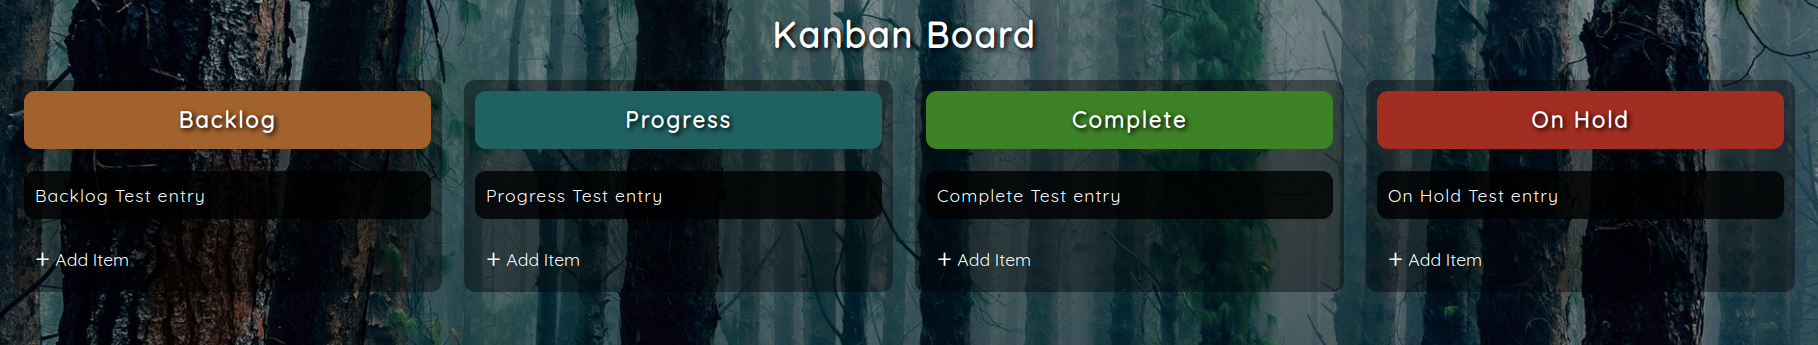 Kanban Board
Backlog
Backlog Test entry
+ Add Item
Progress
Progress Test entry
+ Add Item
Complete
Complete Test entry
+ Add Item
On Hold
On Hold Test entry
+ Add Item